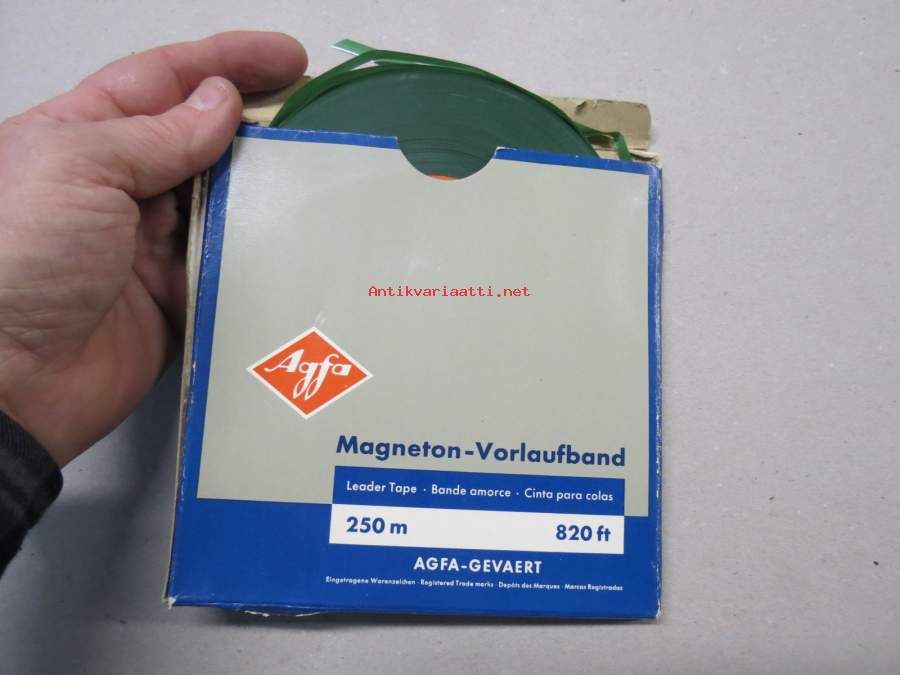 Antikvariaatti.net
Agfa
Magneton-Vorlaufband
Leader Tape · Bande amorce · Cinta para colas
250 m 820 ft
AGFA-GEVAERT
Eingetragene Warenzeichen · Registered Trade marks · Depôts des Marques · Marcas Registradas